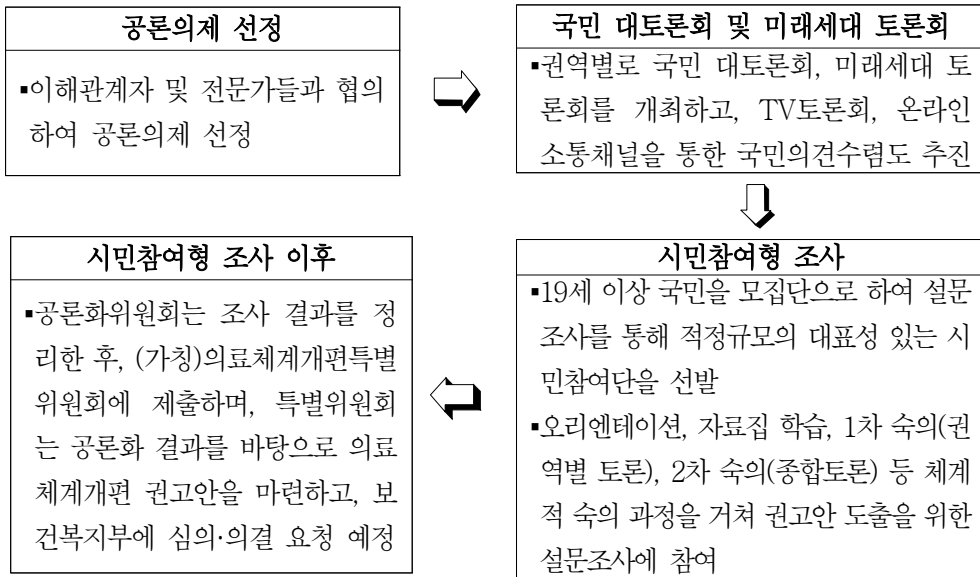 공론의제 선정
▪이해관계자 및 전문가들과 협의
하여 공론의제 선정
국민 대토론회 및 미래세대 토론회
▪권역별로 국민 대토론회, 미래세대 토
론회를 개최하고, TV토론회, 온라인
소통채널을 통한 국민의견수렴도 추진
시민참여형 조사
▪19세 이상 국민을 모집단으로 하여 설문
조사를 통해 적정규모의 대표성 있는 시
민참여단을 선발
▪오리엔테이션, 자료집 학습, 1차 숙의(권
역별 토론), 2차 숙의(종합토론) 등 체계
적 숙의 과정을 거쳐 권고안 도출을 위한
설문조사에 참여
시민참여형 조사 이후
▪공론화위원회는 조사 결과를 정
리한 후, (가칭)의료체계개편특별
위원회에 제출하며, 특별위원회
는 공론화 결과를 바탕으로 의료
체계개편 권고안을 마련하고, 보
건복지부에 심의·의결 요청 예정